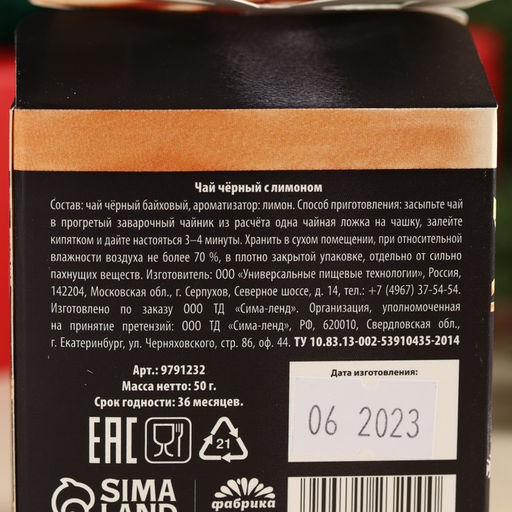 Чай чёрный с лимоном
Состав: чай чёрный байховый, ароматизатор: лимон. Способ приготовления: засыпьте чай
в прогретый заварочный чайник из расчёта одна чайная ложка на чашку, залейте
кипятком и дайте настояться 3–4 минуты. Хранить в сухом помещении, при относительной
влажности воздуха не более 70 %, в плотно закрытой упаковке, отдельно от сильно
пахнущих веществ. Изготовитель: ООО «Универсальные пищевые технологии», Россия,
142204, Московская обл., г. Серпухов, Северное шоссе, д. 14, тел.: +7 (4967) 37-54-54.
Изготовлено по заказу ООО ТД «Сима-ленд». Организация, уполномоченная
на принятие претензий: ООО ТД «Сима-ленд», РФ, 620010, Свердловская обл.,
г. Екатеринбург, ул. Черняховского, стр. 86, оф. 44. ТУ 10.83.13-002-53910435-2014
Арт.: 9791232
Масса нетто: 50 г.
Срок годности: 36 месяцев.
Дата изготовления:
06 2023
EAC
21
SIMA
LAND
фабрика